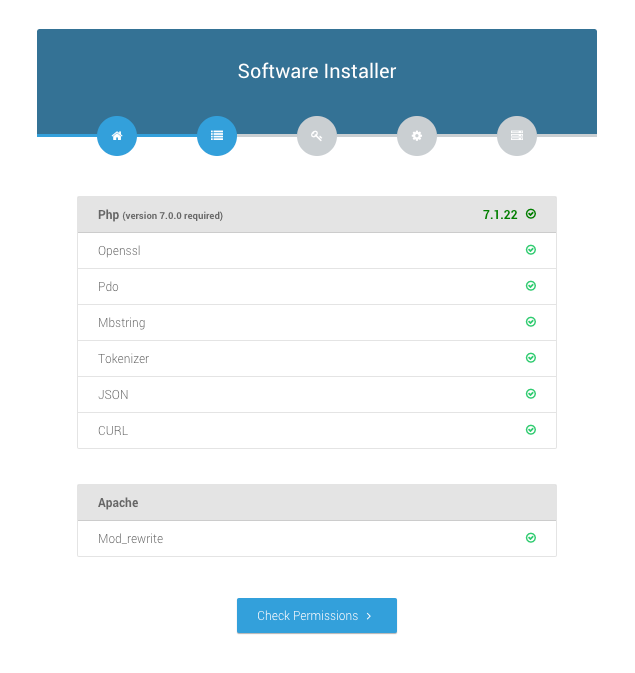 Software Installer
Php (version 7.0.0 required) 7.1.22
Openssl
Pdo
Mbstring
Tokenizer
JSON
CURL
Apache
Mod_rewrite
Check Permissions